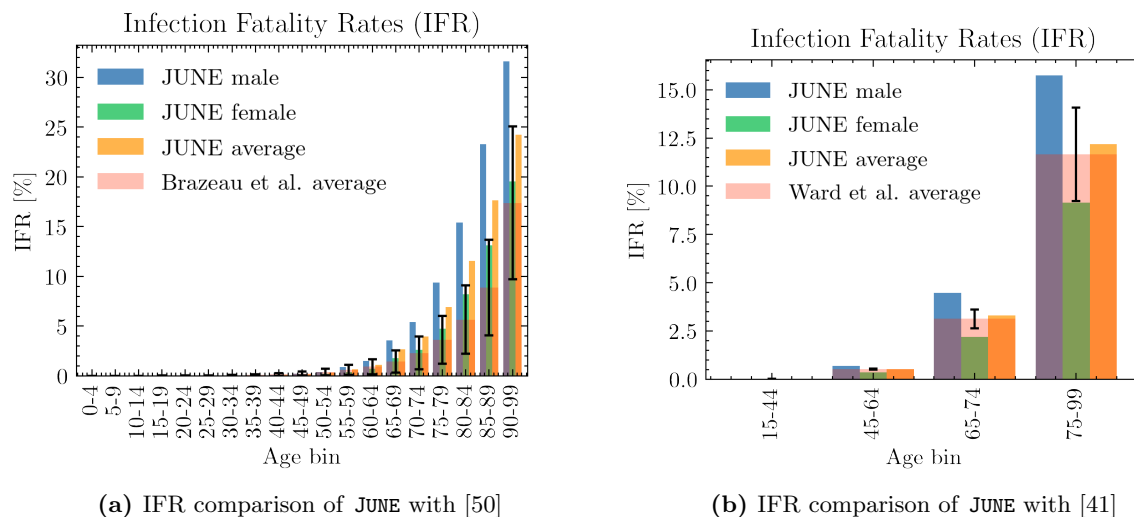 Infection Fatality Rates (IFR)
JUNE male
JUNE female
JUNE average
Brazeau et al. average
IFR [%]
30
25
20
15
10
5
0
0-4
5-9
10-14
15-19
20-24
25-29
30-34
35-39
40-44
45-49
50-54
55-59
60-64
65-69
70-74
75-79
80-84
85-89
90-99
Age bin
(a) IFR comparison of JUNE with [50]
Infection Fatality Rates (IFR)
JUNE male
JUNE female
JUNE average
Ward et al. average
IFR [%]
15.0
12.5
10.0
7.5
5.0
2.5
0.0
15-44
45-64
65-74
75-99
Age bin
(b) IFR comparison of JUNE with [41]